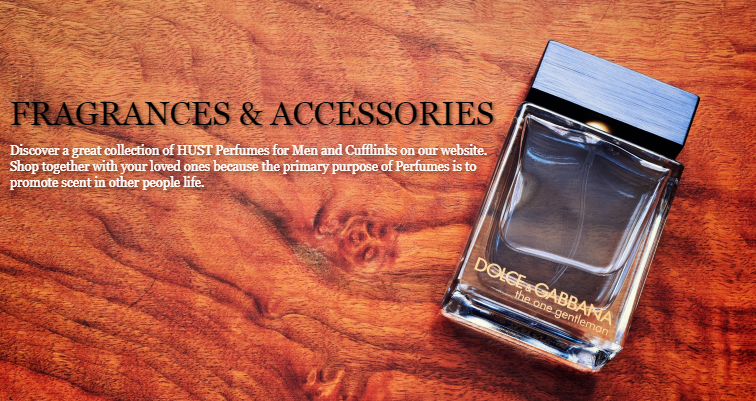 FRAGRANCES & ACCESSORIES
Discover a great collection of HUST Perfumes for Men and Cufflinks on our website.
Shop together with your loved ones because the primary purpose of Perfumes is to
promote scent in other people life.
DOLCE & GABBANA
the one gentleman